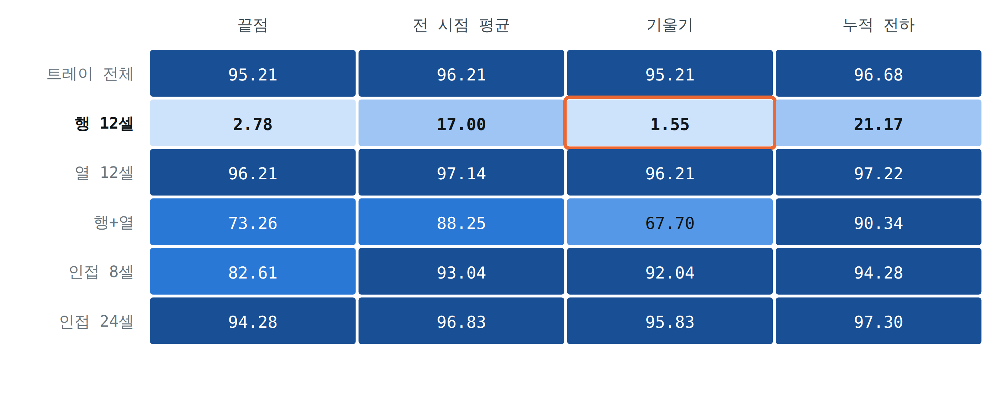 끝점 전 시점 평균 기울기 누적 전하
트레이 전체 95.21 96.21 95.21 96.68
행 12셀 2.78 17.00 1.55 21.17
열 12셀 96.21 97.14 96.21 97.22
행+열 73.26 88.25 67.70 90.34
인접 8셀 82.61 93.04 92.04 94.28
인접 24셀 94.28 96.83 95.83 97.30